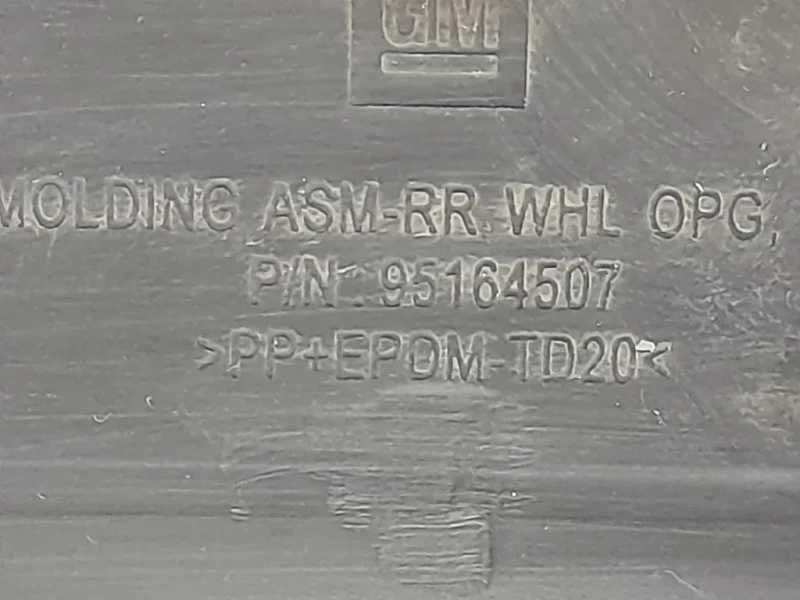 GM
MOLDING ASM-RR WHL OPG,
P/N : 95164507
>PP+EPDM-TD20<